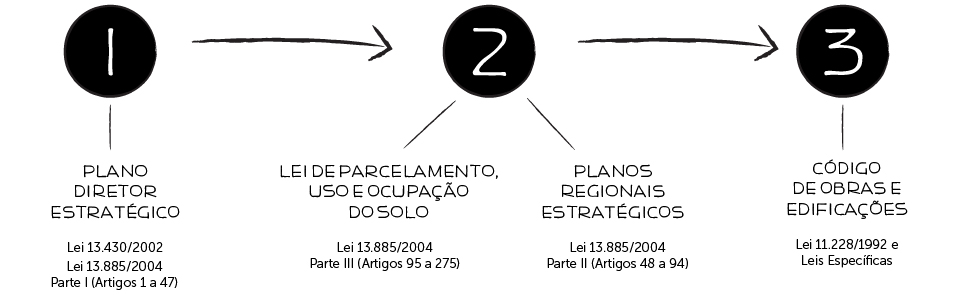 1
2
3
PLANO
DIRETOR
ESTRATÉGICO
Lei 13.430/2002
Lei 13.885/2004
Parte I (Artigos 1 a 47)
LEI DE PARCELAMENTO,
USO E OCUPAÇÃO
DO SOLO
Lei 13.885/2004
Parte III (Artigos 95 a 275)
PLANOS
REGIONAIS
ESTRATÉGICOS
Lei 13.885/2004
Parte II (Artigos 48 a 94)
CÓDIGO
DE OBRAS E
EDIFICAÇÕES
Lei 11.228/1992 e
Leis Específicas